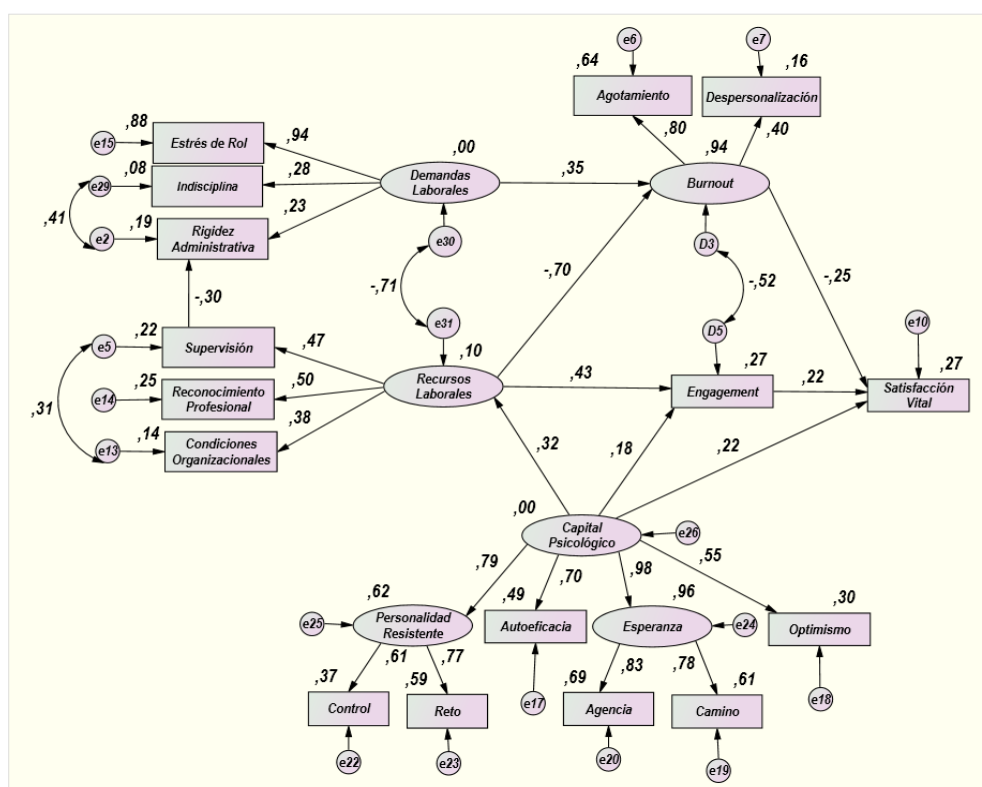 e6
e7
,64
,16
Agotamiento
Despersonalización
,88
e15
Estrés de Rol
,94
,80
,40
,00
,94
,08
e29
Indisciplina
,28
Demandas
Laborales
,35
Burnout
,41
,19
e2
Rigidez
Administrativa
,23
e30
D3
-,30
-,71
-,70
-,52
-,25
,22
e5
Supervisión
,47
e31
,10
D5
,27
e10
,27
,25
e14
Reconocimiento
Profesional
,50
Recursos
Laborales
,43
Engagement
,22
Satisfacción
Vital
,31
,14
e13
Condiciones
Organizacionales
,38
,32
,18
,22
,00
Capital
Psicológico
e26
,79
,70
,98
,55
,62
,49
,96
,30
e25
Personalidad
Resistente
Autoeficacia
Esperanza
e24
Optimismo
,61
,77
,83
,78
,37
,59
,69
,61
Control
Reto
e17
Agencia
Camino
e18
e22
e23
e20
e19